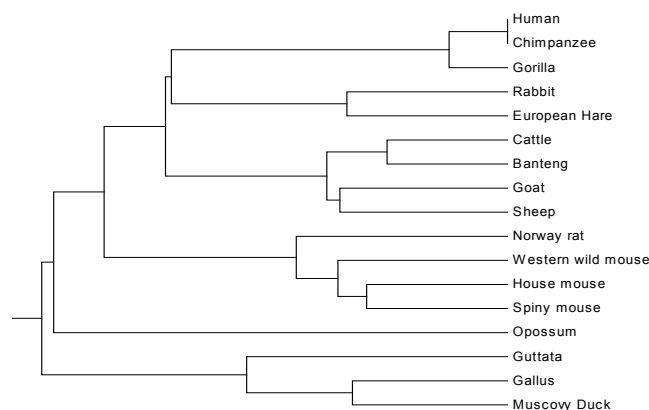 Human
Chimpanzee
Gorilla
Rabbit
European Hare
Cattle
Banteng
Goat
Sheep
Norway rat
Western wild mouse
House mouse
Spiny mouse
Opossum
Guttata
Gallus
Muscovy Duck